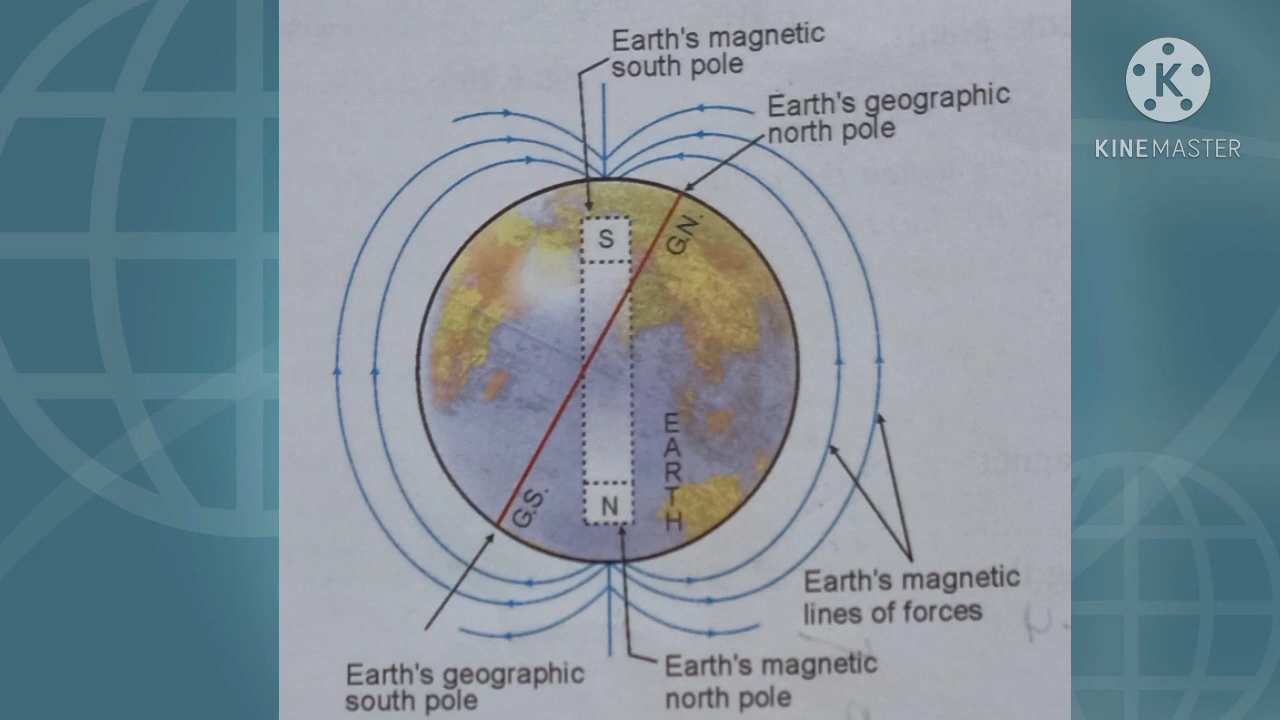 Earth's magnetic
south pole
Earth's geographic
north pole
KINEMASTER
S
G.N.
EARTH
G.S.
N
Earth's magnetic
lines of forces
Earth's geographic
south pole
Earth's magnetic
north pole